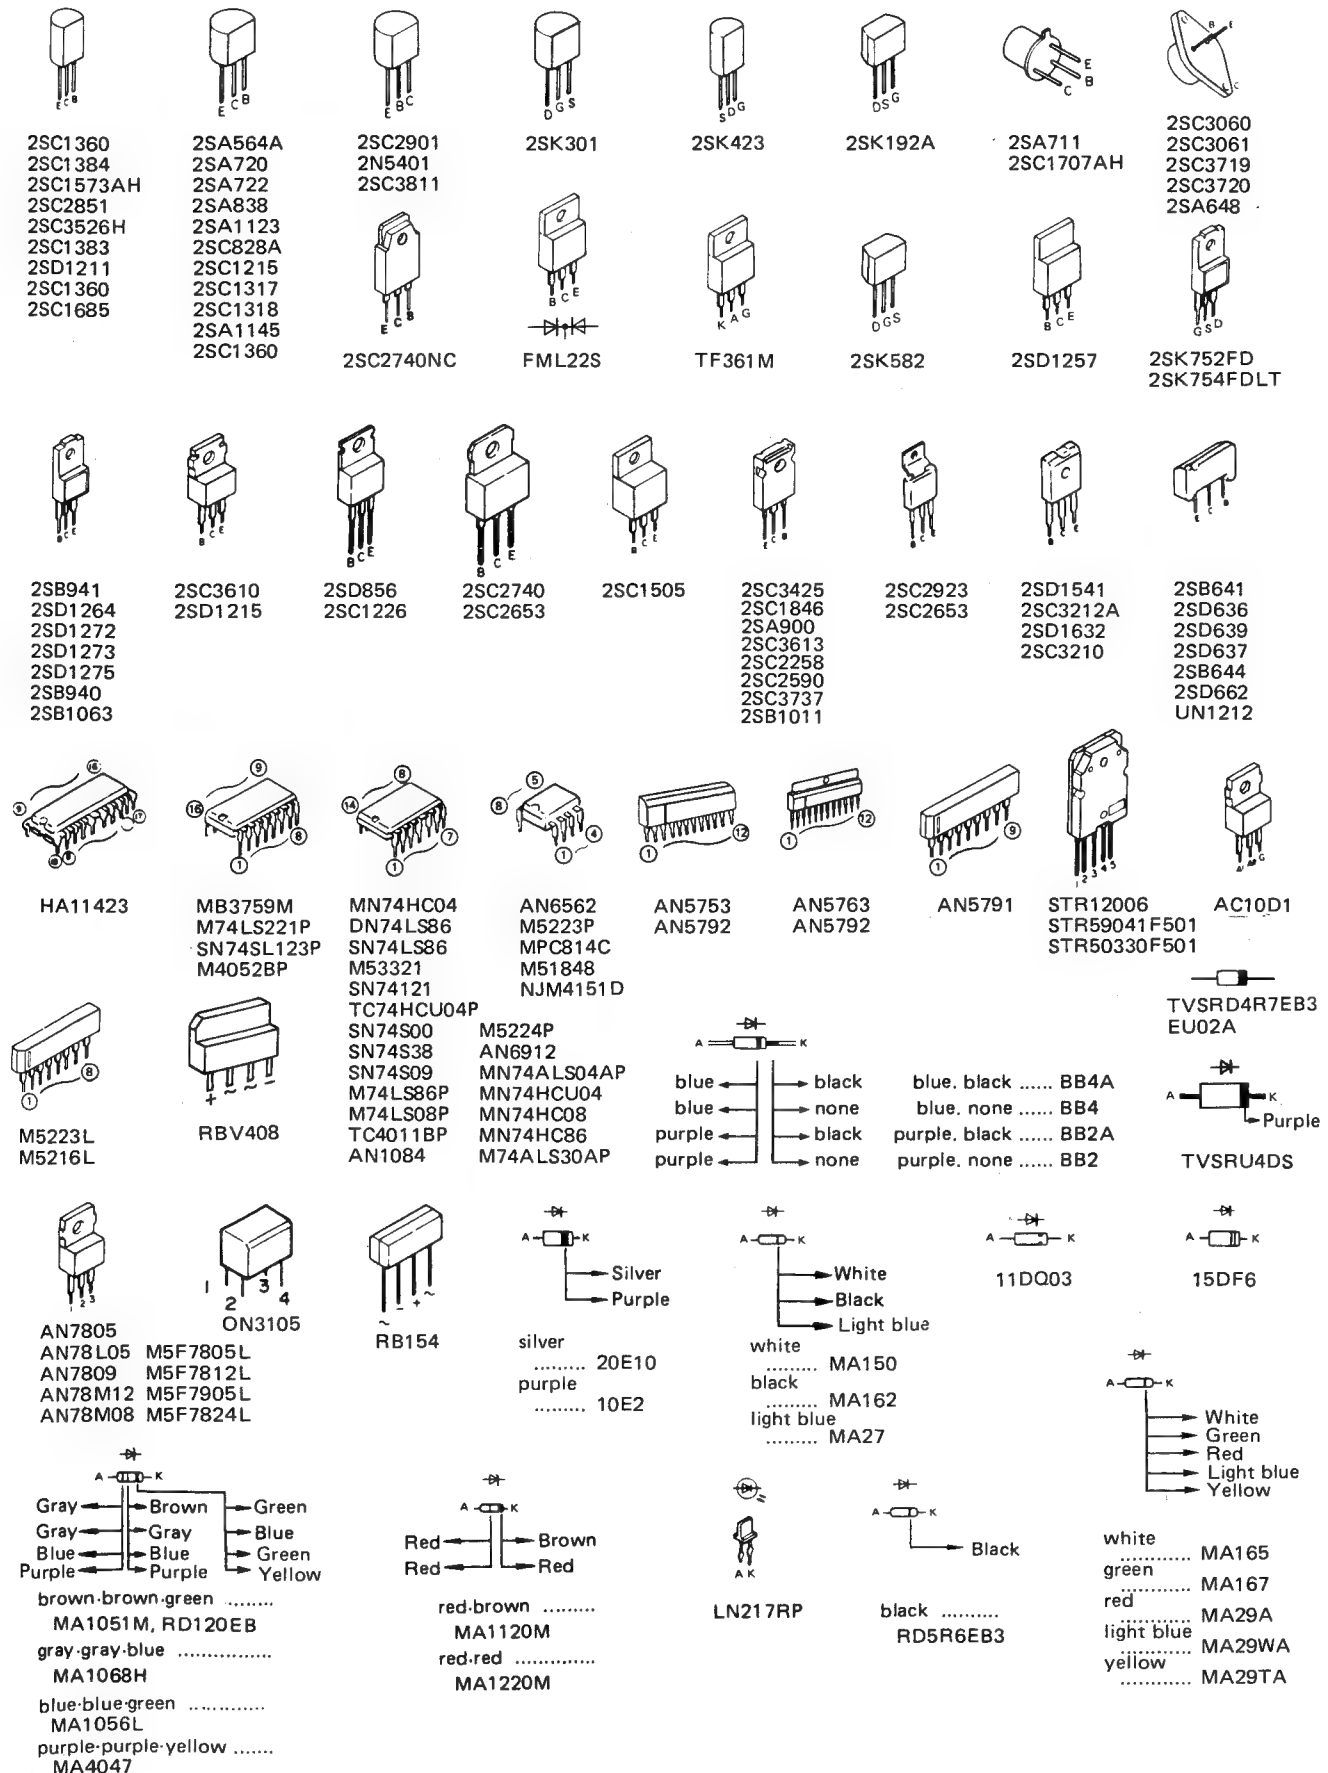 E C B
2SC1360
2SC1384
2SC1573AH
2SC2851
2SC3526H
2SC1383
2SD1211
2SC1360
2SC1685
E C B
2SA564A
2SA720
2SA722
2SA838
2SA1123
2SC828A
2SC1215
2SC1317
2SC1318
2SA1145
2SC1360
E B C
2SC2901
2N5401
2SC3811
D G S
2SK301
S D G
2SK423
D S G
2SK192A
E
B
C
2SA711
2SC1707AH
B E
C
2SC3060
2SC3061
2SC3719
2SC3720
2SA648
E C B
2SC2740NC
B C E
FML22S
K A G
TF361M
D G S
2SK582
B C E
2SD1257
G S D
2SK752FD
2SK754FDLT
B C E
2SB941
2SD1264
2SD1272
2SD1273
2SD1275
2SB940
2SB1063
B C E
2SC3610
2SD1215
B C E
2SD856
2SC1226
B C E
2SC2740
2SC2653
B C E
2SC1505
E C B
2SC3425
2SC1846
2SA900
2SC3613
2SC2258
2SC2590
2SC3737
2SB1011
B C E
2SC2923
2SC2653
B C E
2SD1541
2SC3212A
2SD1632
2SC3210
E C B
2SB641
2SD636
2SD639
2SD637
2SB644
2SD662
UN1212
HA11423
9
16 8
1
MB3759M
M74LS221P
SN74SL123P
M4052BP
8
14 7
1
MN74HC04
DN74LS86
SN74LS86
M53321
SN74121
TC74HCU04P
SN74S00
SN74S38
SN74S09
M74LS86P
M74LS08P
TC4011BP
AN1084
5
8 4
1
AN6562
M5223P
MPC814C
M51848
NJM4151D
M5224P
AN6912
MN74ALS04AP
MN74HCU04
MN74HC08
MN74HC86
M74ALS30AP
1 12
AN5753
AN5792
1 12
AN5763
AN5792
1 9
AN5791
1 2 3 4 5
STR12006
STR59041F501
STR50330F501
AC10D1
TVSRD4R7EB3
EU02A
1 8
M5223L
M5216L
+ ~ ~ −
RBV408
A K
blue black
blue none
purple black
purple none
blue. black ...... BB4A
blue. none ...... BB4
purple. black ...... BB2A
purple. none ...... BB2
A K
Purple
TVSRU4DS
1 2 3
AN7805
AN78L05 M5F7805L
AN7809 M5F7812L
AN78M12 M5F7905L
AN78M08 M5F7824L
1 2 3 4
ON3105
~ − + ~
RB154
A K
Silver
Purple
silver
......... 20E10
purple
......... 10E2
A K
White
Black
Light blue
white
......... MA150
black
......... MA162
light blue
......... MA27
A K
11DQ03
A K
15DF6
A K
White
Green
Red
Light blue
Yellow
white
............ MA165
green
............ MA167
red
............ MA29A
light blue
............ MA29WA
yellow
............ MA29TA
A K
Gray Brown Green
Gray Gray Blue
Blue Blue Green
Purple Purple Yellow
brown·brown·green ............
MA1051M, RD120EB
gray·gray·blue ................
MA1068H
blue·blue·green .............
MA1056L
purple·purple·yellow .......
MA4047
A K
Red Brown
Red Red
red·brown ..........
MA1120M
red·red ..............
MA1220M
A K
LN217RP
A K
Black
black ..........
RD5R6EB3